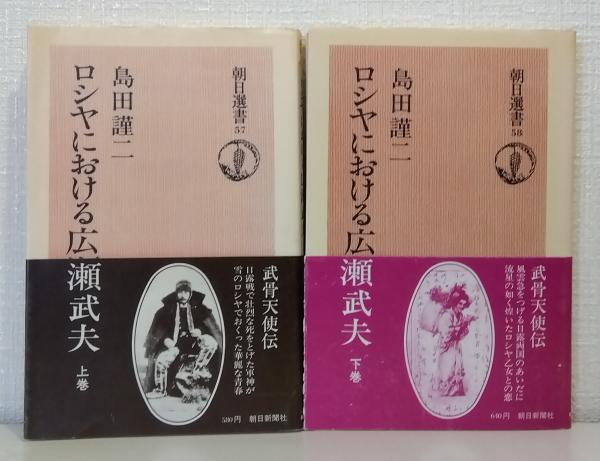 朝日選書57
島田謹二
ロシヤにおける広瀬武夫
上巻
武骨天使伝
日露戦で壮烈な死をとげた軍神が
雪のロシヤでおくった華麗な青春
580円 朝日新聞社
朝日選書58
島田謹二
ロシヤにおける広瀬武夫
下巻
武骨天使伝
風雲急をつげる日露両国のあいだに
流星の如く煌いたロシヤ乙女との恋
640円 朝日新聞社